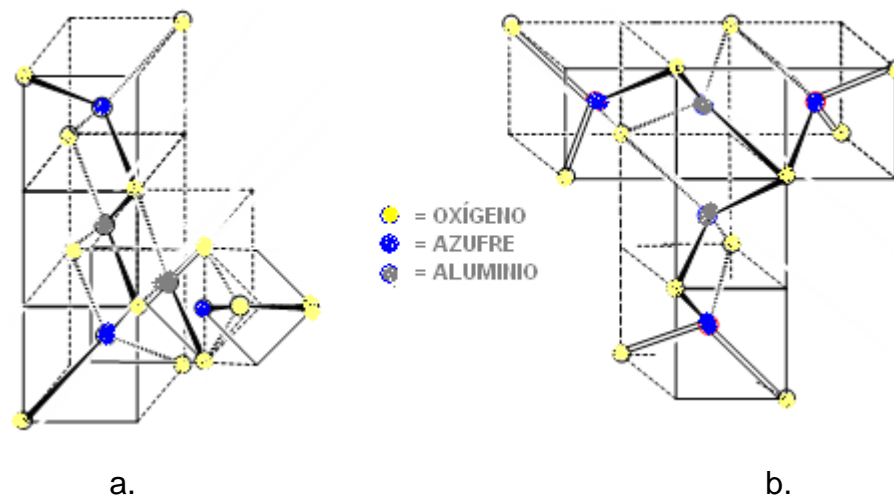 = OXÍGENO
= AZUFRE
= ALUMINIO
a.
b.